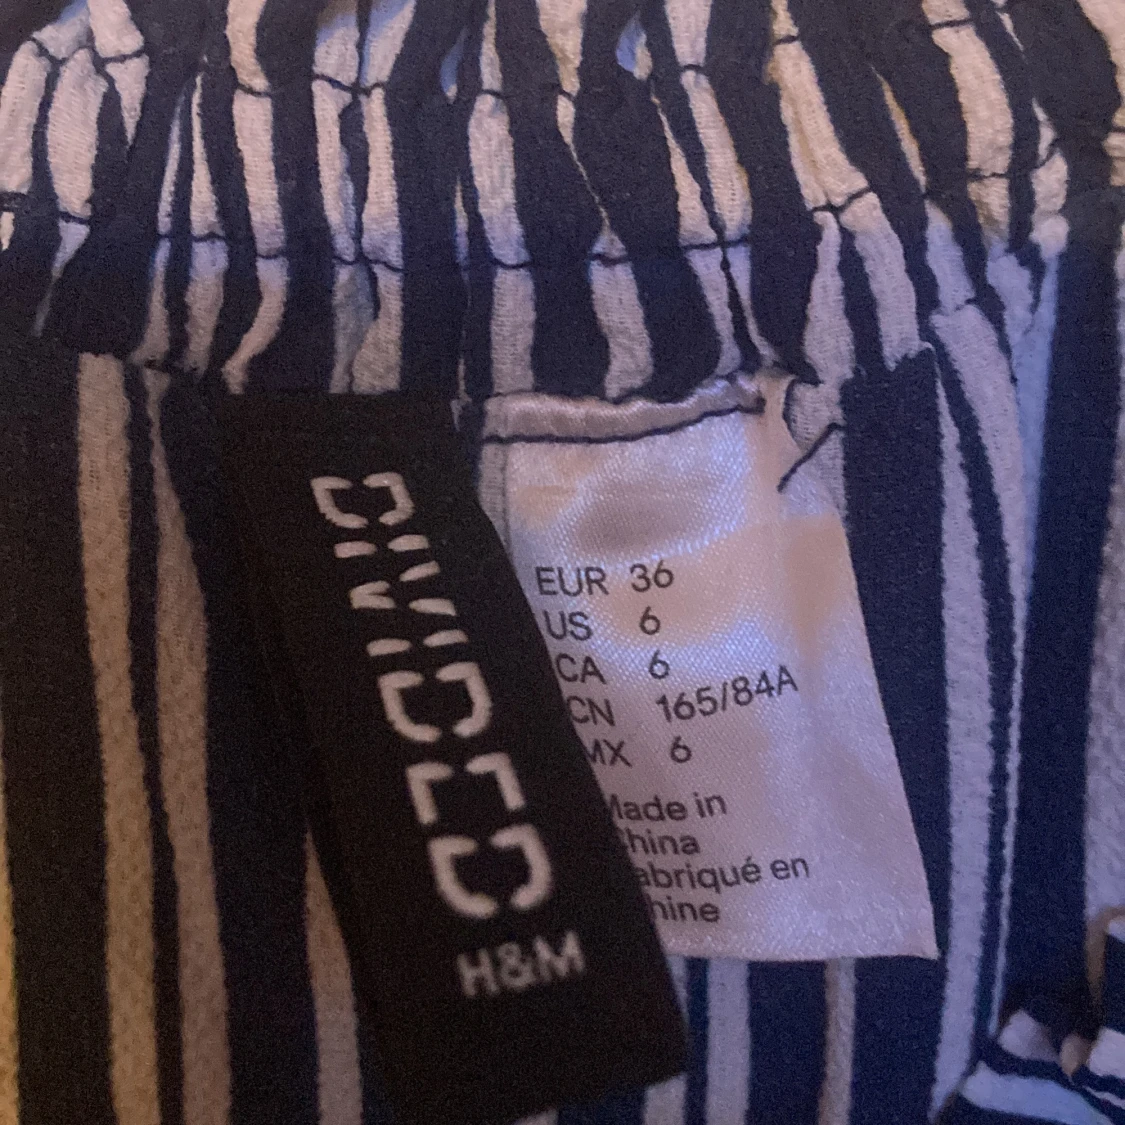 DIVIDED
H&M
EUR 36
US 6
CA 6
CN 165/84A
MX 6
Made in
China
Fabriqué en
Chine